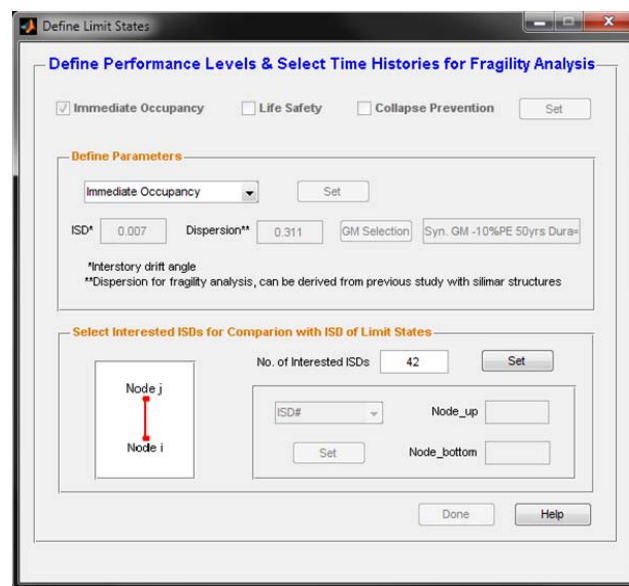 Define Limit States
Define Performance Levels & Select Time Histories for Fragility Analysis
Immediate Occupancy Life Safety Collapse Prevention Set
Define Parameters
Immediate Occupancy Set
ISD* 0.007 Dispersion** 0.311 GM Selection Syn. GM -10%PE 50yrs Dura=
*Interstory drift angle
**Dispersion for fragility analysis, can be derived from previous study with silimar structures
Select Interested ISDs for Comparion with ISD of Limit States
No. of Interested ISDs 42 Set
Node j
Node i
ISD# Node_up
Set Node_bottom
Done Help